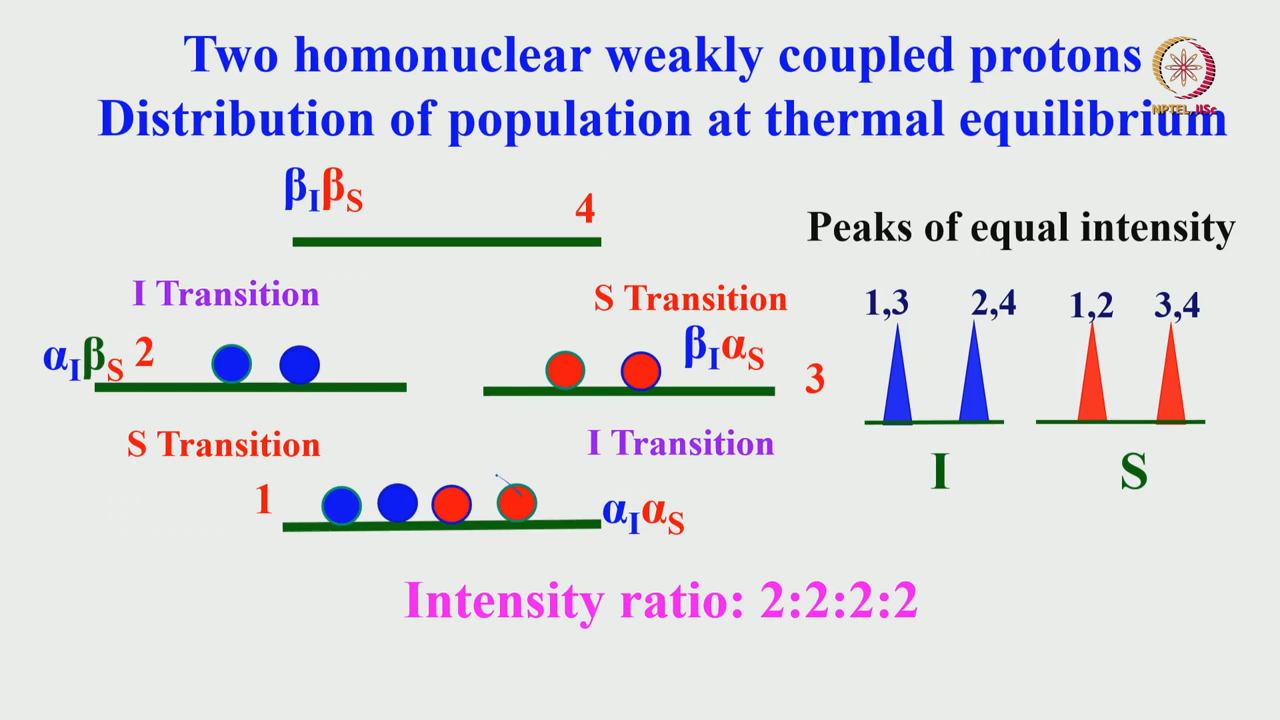 Two homonuclear weakly coupled protons
Distribution of population at thermal equilibrium
NPTEL, IISc
βIβS
4
Peaks of equal intensity
I Transition
S Transition
αIβS 2
βIαS
3
1,3 2,4 1,2 3,4
S Transition
I Transition
I S
1
αIαS
Intensity ratio: 2:2:2:2